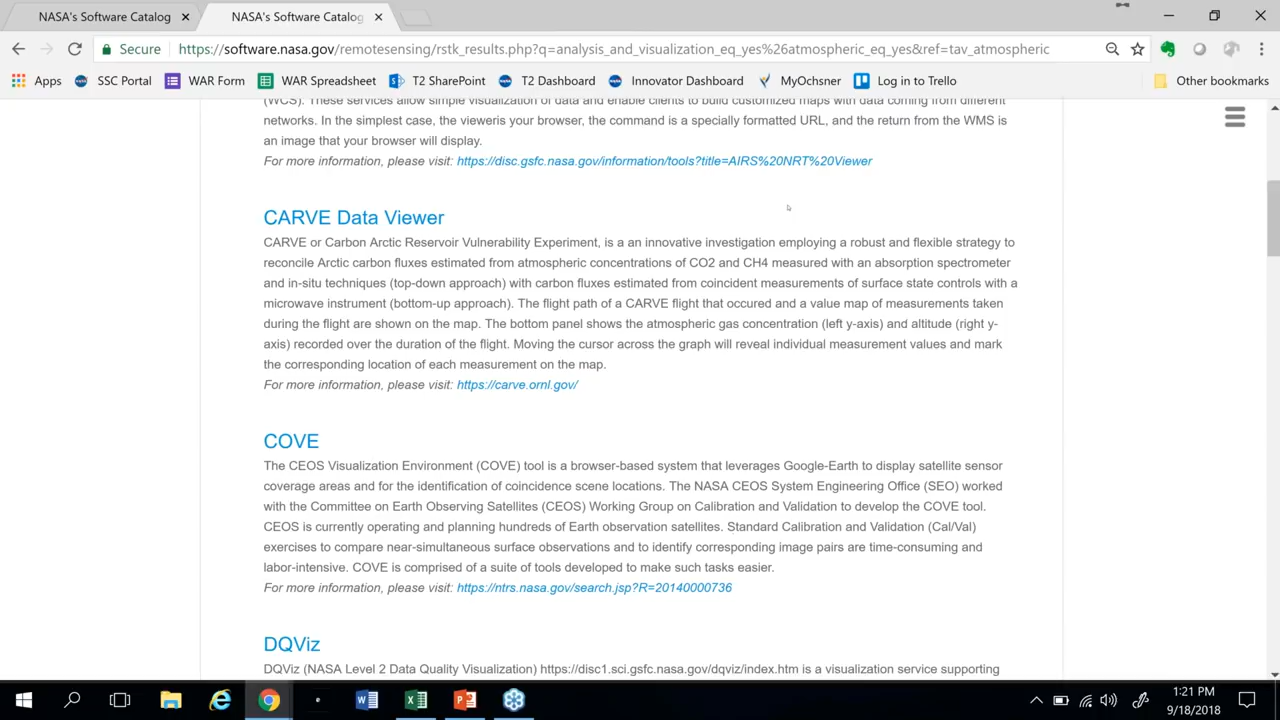 NASA's Software Catalog
NASA's Software Catalog
Secure
https://software.nasa.gov/remotesensing/rstk_results.php?q=analysis_and_visualization_eq_yes%26atmospheric_eq_yes&ref=tav_atmospheric
Apps SSC Portal WAR Form WAR Spreadsheet T2 SharePoint T2 Dashboard Innovator Dashboard MyOchsner Log in to Trello Other bookmarks
(WCS). These services allow simple visualization of data and enable clients to build customized maps with data coming from different
networks. In the simplest case, the vieweris your browser, the command is a specially formatted URL, and the return from the WMS is
an image that your browser will display.
For more information, please visit: https://disc.gsfc.nasa.gov/information/tools?title=AIRS%20NRT%20Viewer
CARVE Data Viewer
CARVE or Carbon Arctic Reservoir Vulnerability Experiment, is a an innovative investigation employing a robust and flexible strategy to
reconcile Arctic carbon fluxes estimated from atmospheric concentrations of CO2 and CH4 measured with an absorption spectrometer
and in-situ techniques (top-down approach) with carbon fluxes estimated from coincident measurements of surface state controls with a
microwave instrument (bottom-up approach). The flight path of a CARVE flight that occured and a value map of measurements taken
during the flight are shown on the map. The bottom panel shows the atmospheric gas concentration (left y-axis) and altitude (right y-
axis) recorded over the duration of the flight. Moving the cursor across the graph will reveal individual measurement values and mark
the corresponding location of each measurement on the map.
For more information, please visit: https://carve.ornl.gov/
COVE
The CEOS Visualization Environment (COVE) tool is a browser-based system that leverages Google-Earth to display satellite sensor
coverage areas and for the identification of coincidence scene locations. The NASA CEOS System Engineering Office (SEO) worked
with the Committee on Earth Observing Satellites (CEOS) Working Group on Calibration and Validation to develop the COVE tool.
CEOS is currently operating and planning hundreds of Earth observation satellites. Standard Calibration and Validation (Cal/Val)
exercises to compare near-simultaneous surface observations and to identify corresponding image pairs are time-consuming and
labor-intensive. COVE is comprised of a suite of tools developed to make such tasks easier.
For more information, please visit: https://ntrs.nasa.gov/search.jsp?R=20140000736
DQViz
DQViz (NASA Level 2 Data Quality Visualization) https://disc1.sci.gsfc.nasa.gov/dqviz/index.htm is a visualization service supporting
1:21 PM
9/18/2018